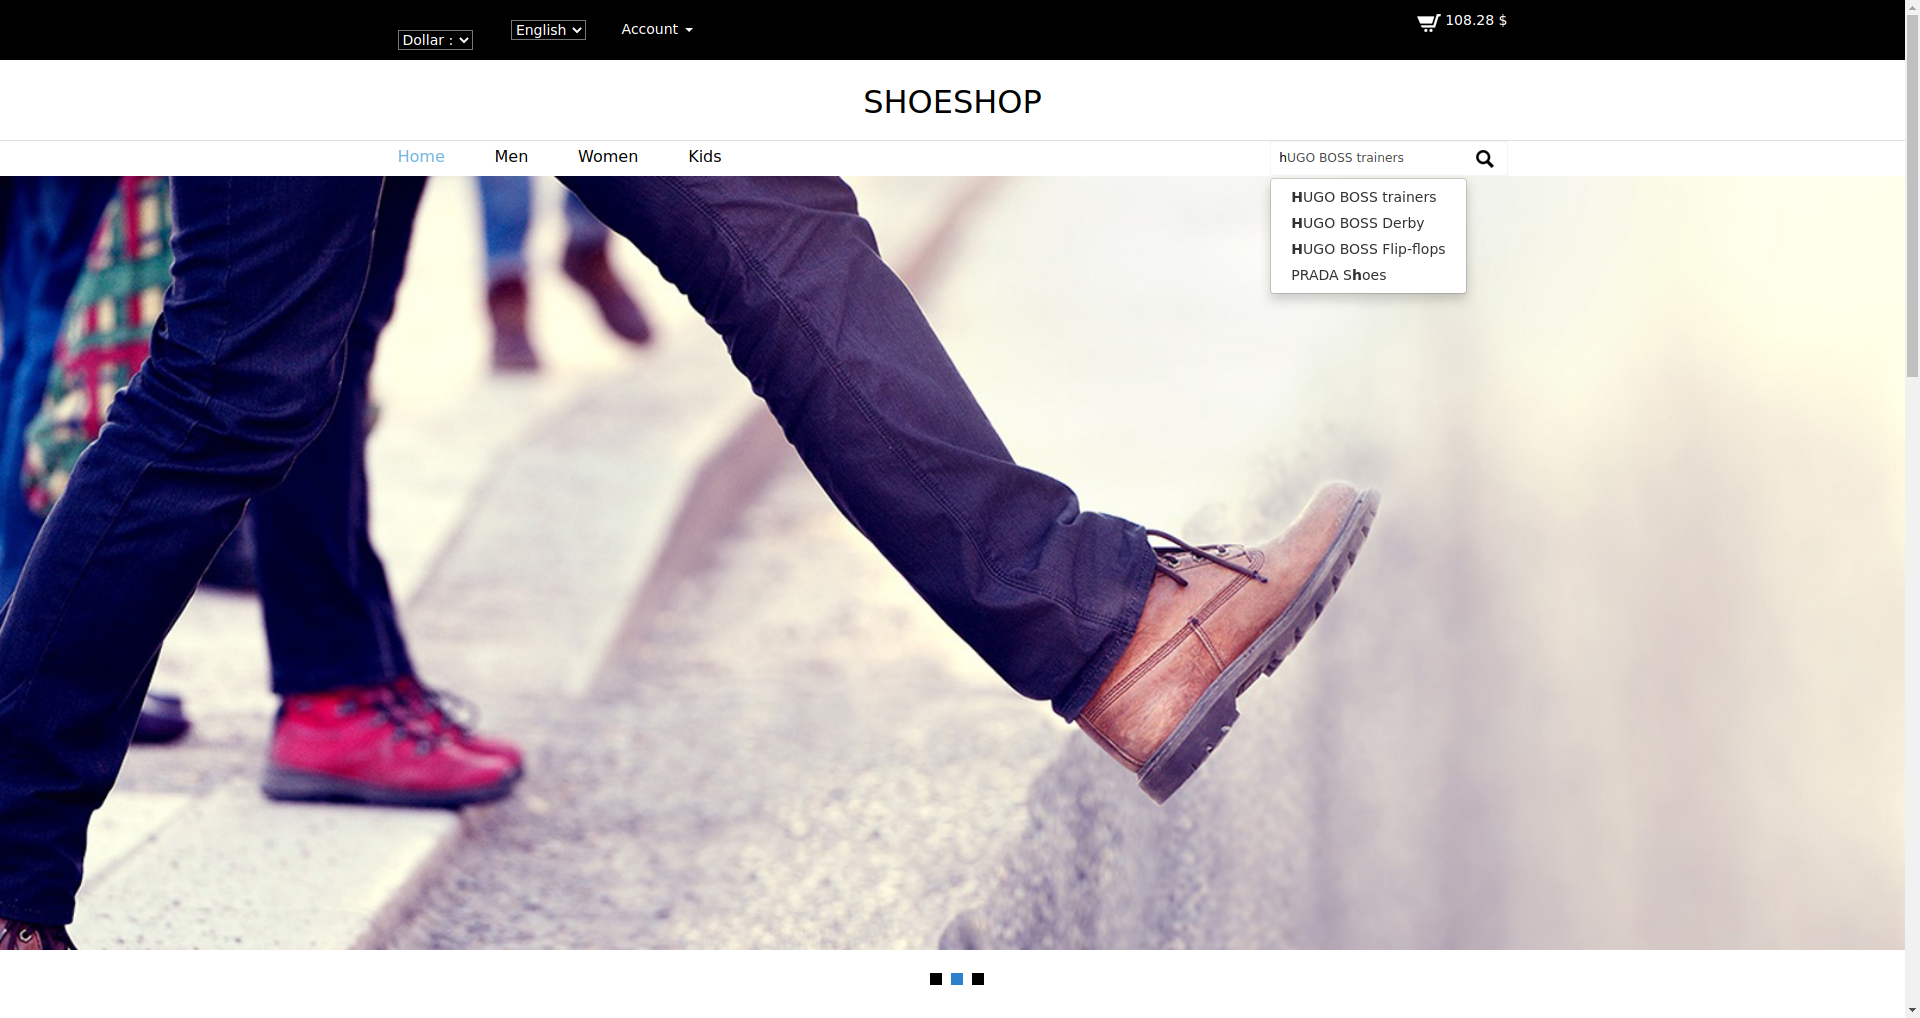 Dollar :
English
Account
108.28 $
SHOESHOP
Home
Men
Women
Kids
hUGO BOSS trainers
HUGO BOSS trainers
HUGO BOSS Derby
HUGO BOSS Flip-flops
PRADA Shoes